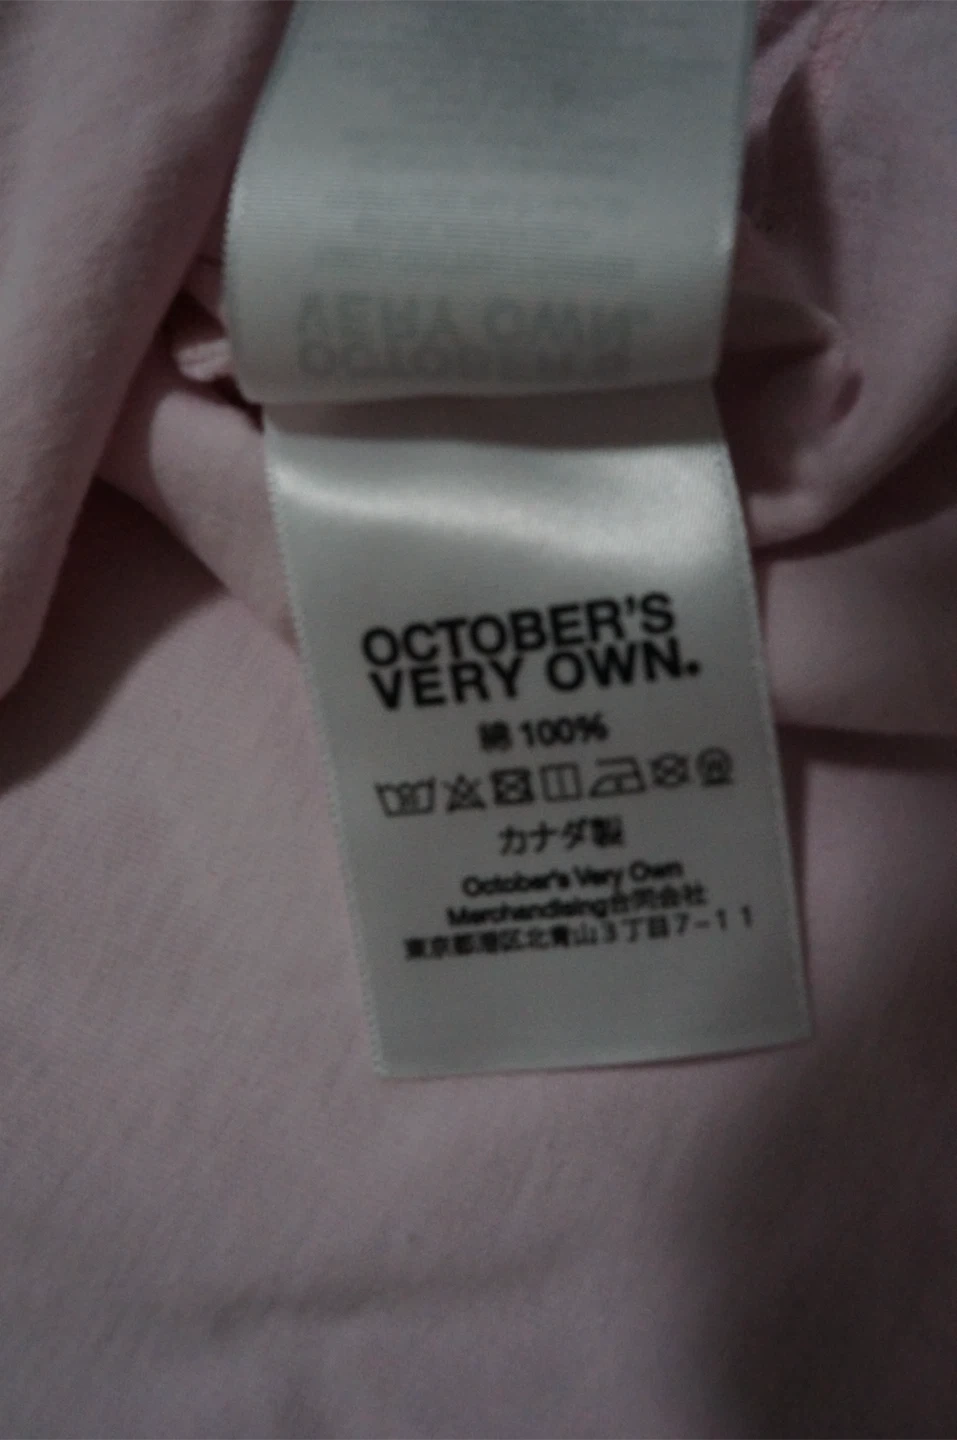 OCTOBER'S
VERY OWN.
綿 100%
カナダ製
October's Very Own
Merchandising合同会社
東京都港区北青山3丁目7-11